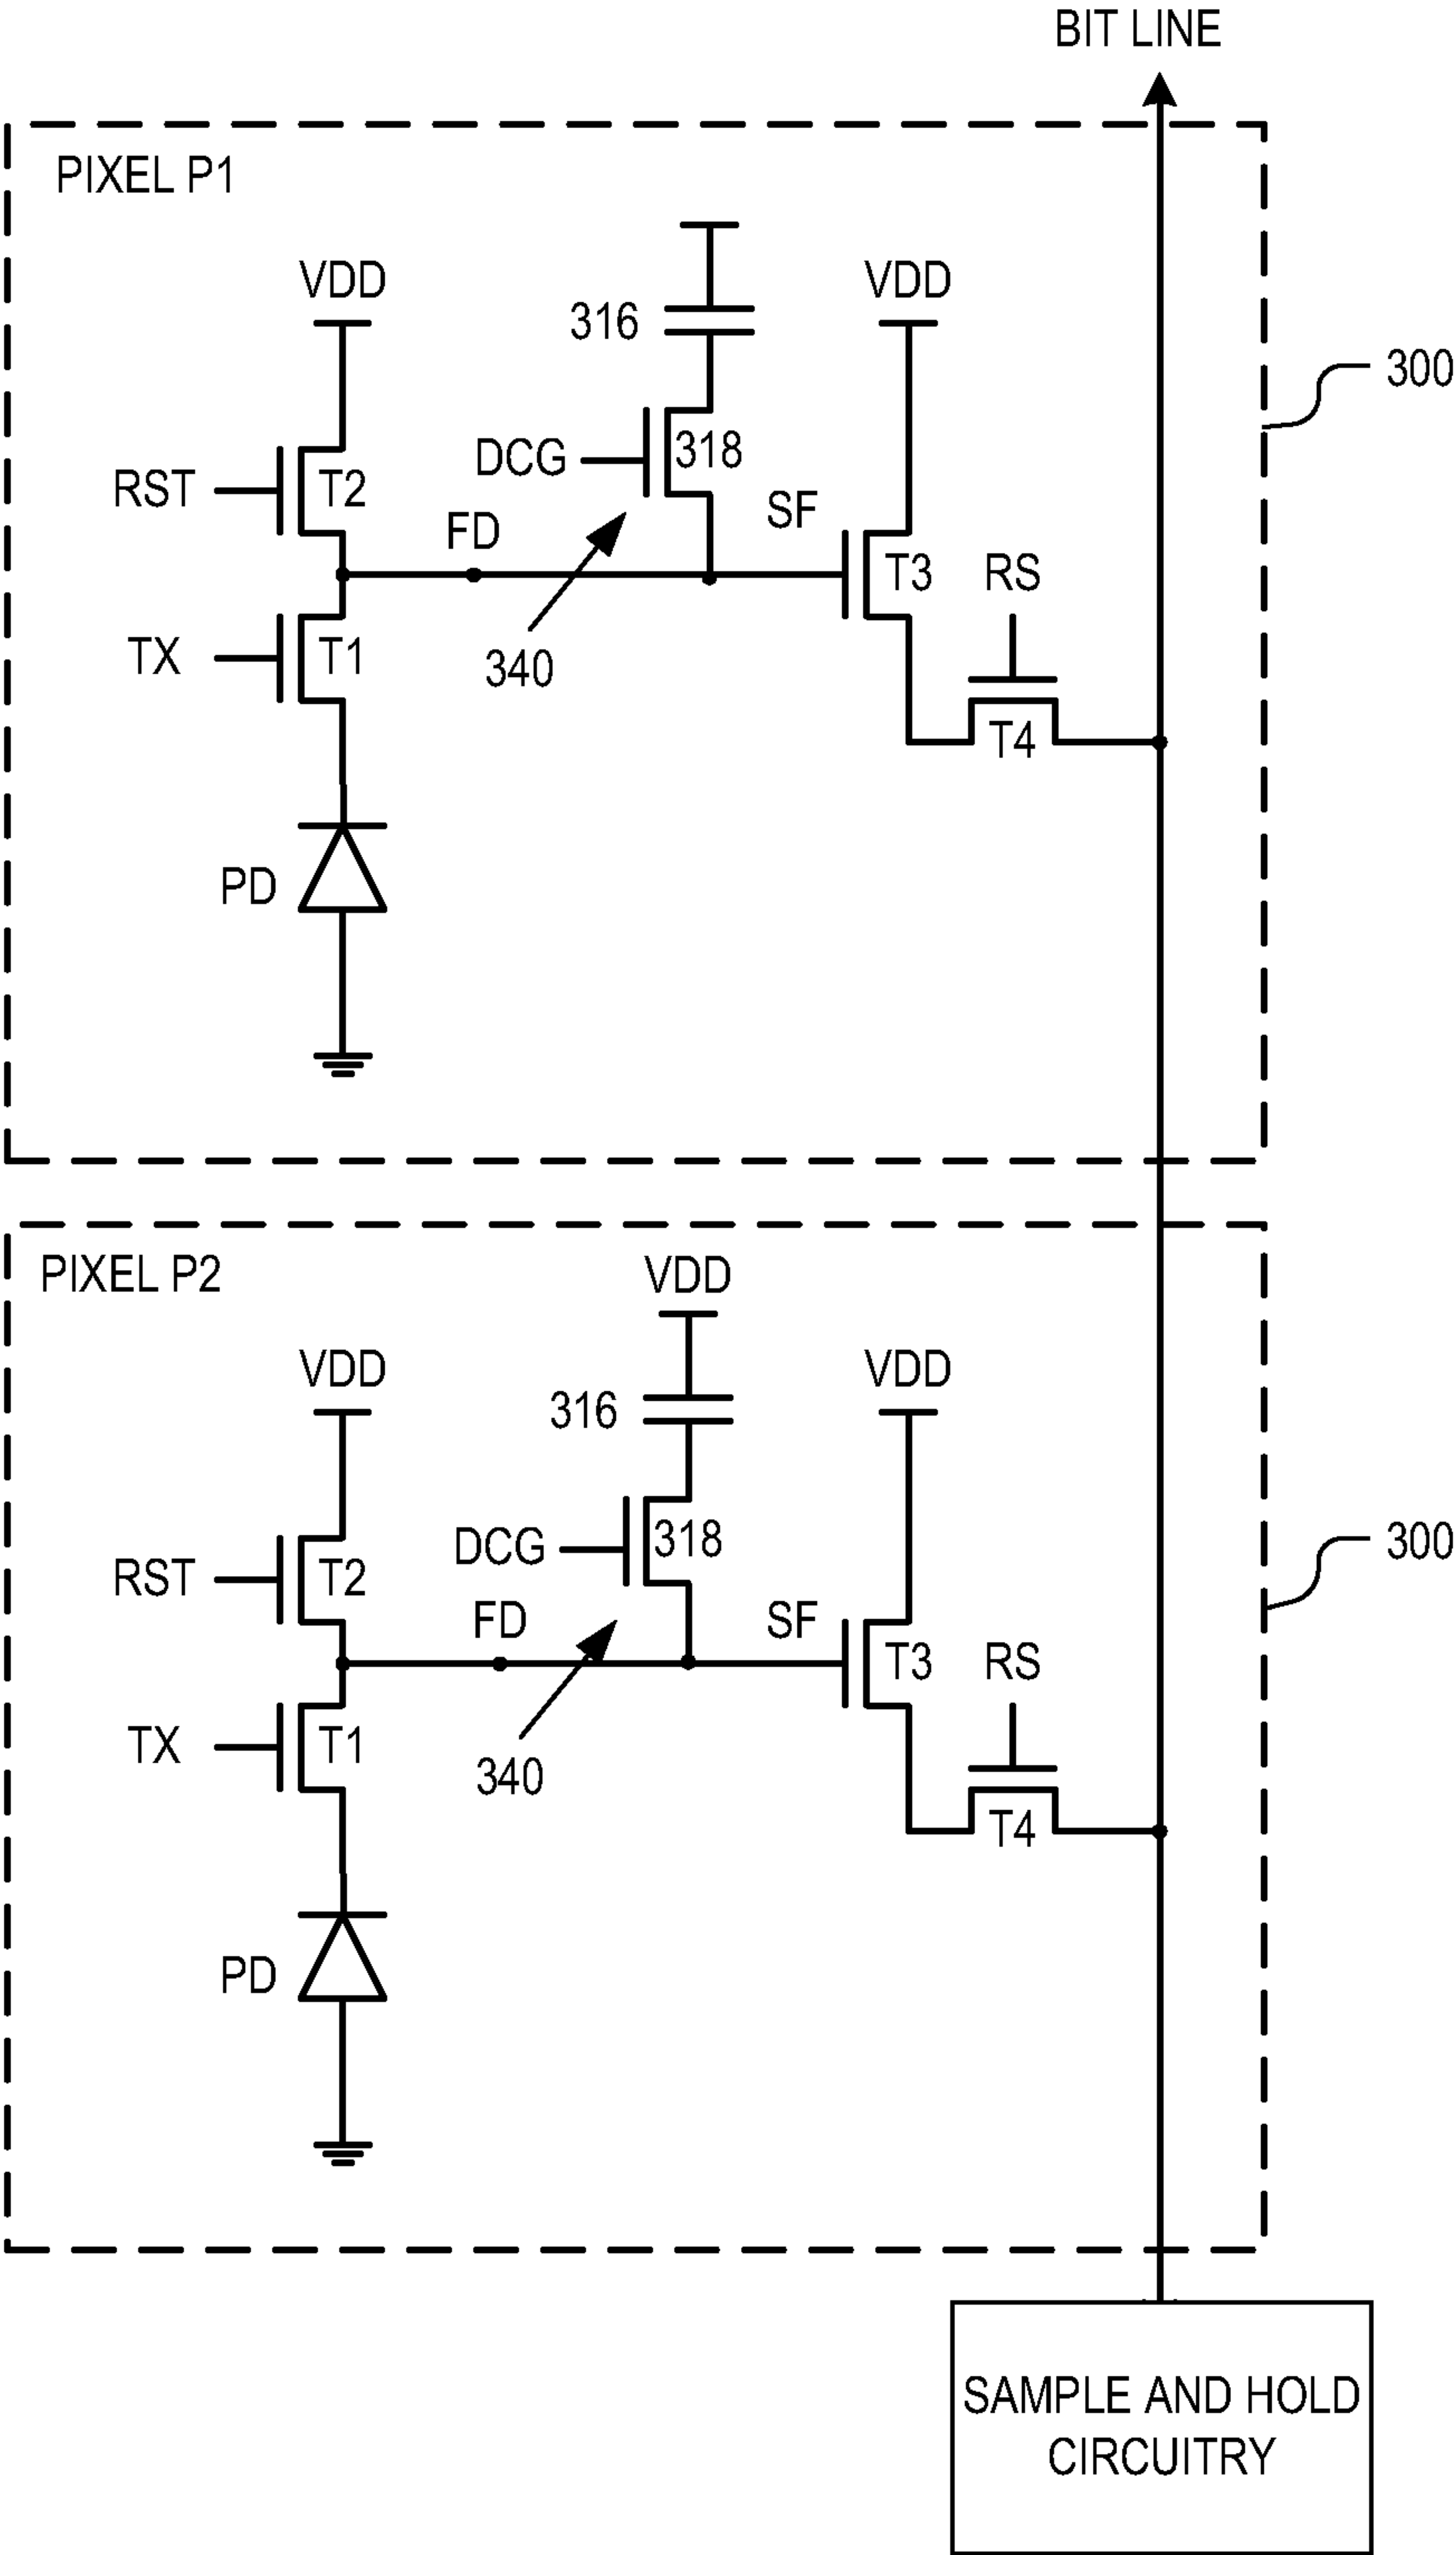 BIT LINE
PIXEL P1
VDD
316
VDD
300
DCG
318
RST
T2
FD
SF
T3
RS
TX
T1
340
T4
PD
PIXEL P2
VDD
VDD
316
VDD
300
DCG
318
RST
T2
FD
SF
T3
RS
TX
T1
340
T4
PD
SAMPLE AND HOLD
CIRCUITRY